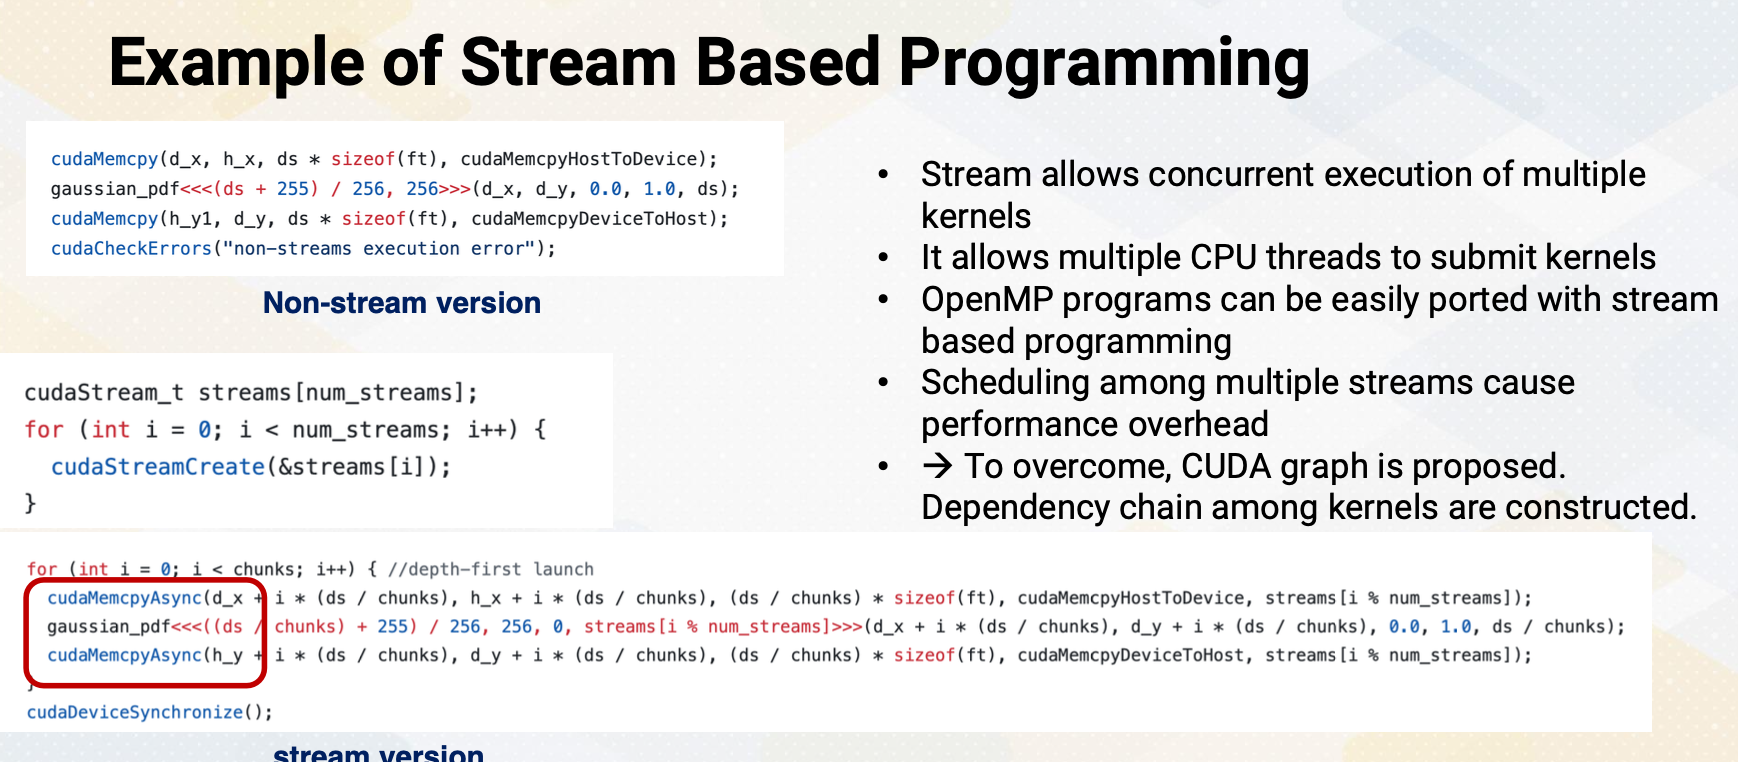 Example of Stream Based Programming
cudaMemcpy(d_x, h_x, ds * sizeof(ft), cudaMemcpyHostToDevice);
gaussian_pdf<<<(ds + 255) / 256, 256>>>(d_x, d_y, 0.0, 1.0, ds);
cudaMemcpy(h_y1, d_y, ds * sizeof(ft), cudaMemcpyDeviceToHost);
cudaCheckErrors("non-streams execution error");
Non-stream version
cudaStream_t streams[num_streams];
for (int i = 0; i < num_streams; i++) {
  cudaStreamCreate(&streams[i]);
}
• Stream allows concurrent execution of multiple
kernels
• It allows multiple CPU threads to submit kernels
• OpenMP programs can be easily ported with stream
based programming
• Scheduling among multiple streams cause
performance overhead
• → To overcome, CUDA graph is proposed.
Dependency chain among kernels are constructed.
for (int i = 0; i < chunks; i++) { //depth-first launch
  cudaMemcpyAsync(d_x + i * (ds / chunks), h_x + i * (ds / chunks), (ds / chunks) * sizeof(ft), cudaMemcpyHostToDevice, streams[i % num_streams]);
  gaussian_pdf<<<((ds / chunks) + 255) / 256, 256, 0, streams[i % num_streams]>>>(d_x + i * (ds / chunks), d_y + i * (ds / chunks), 0.0, 1.0, ds / chunks);
  cudaMemcpyAsync(h_y + i * (ds / chunks), d_y + i * (ds / chunks), (ds / chunks) * sizeof(ft), cudaMemcpyDeviceToHost, streams[i % num_streams]);
}
cudaDeviceSynchronize();
stream version